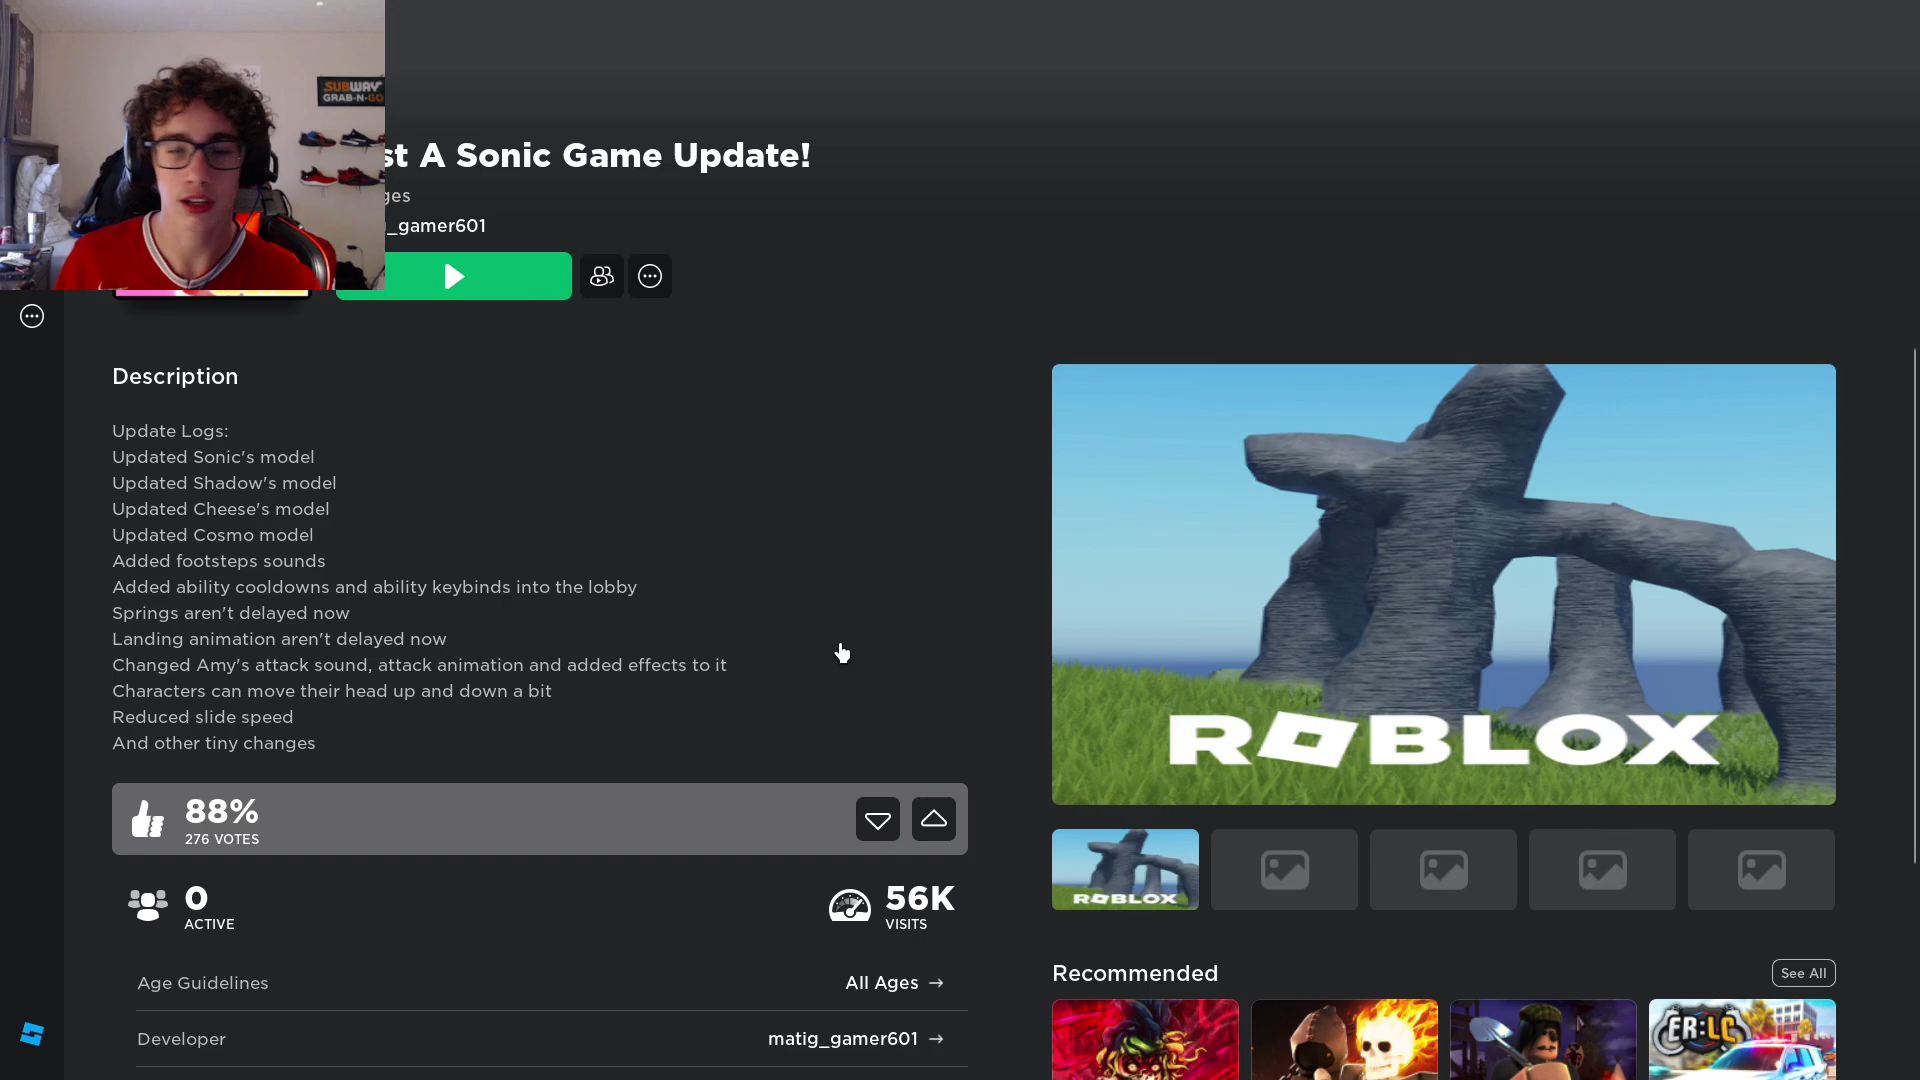 SUBWAY
GRAB-N-GO
st A Sonic Game Update!
ges
_gamer601
Description
Update Logs:
Updated Sonic's model
Updated Shadow's model
Updated Cheese's model
Updated Cosmo model
Added footsteps sounds
Added ability cooldowns and ability keybinds into the lobby
Springs aren't delayed now
Landing animation aren't delayed now
Changed Amy's attack sound, attack animation and added effects to it
Characters can move their head up and down a bit
Reduced slide speed
And other tiny changes
88%
276 VOTES
0
ACTIVE
56K
VISITS
Age Guidelines
All Ages
Developer
matig_gamer601
ROBLOX
ROBLOX
Recommended
See All
ER:LC